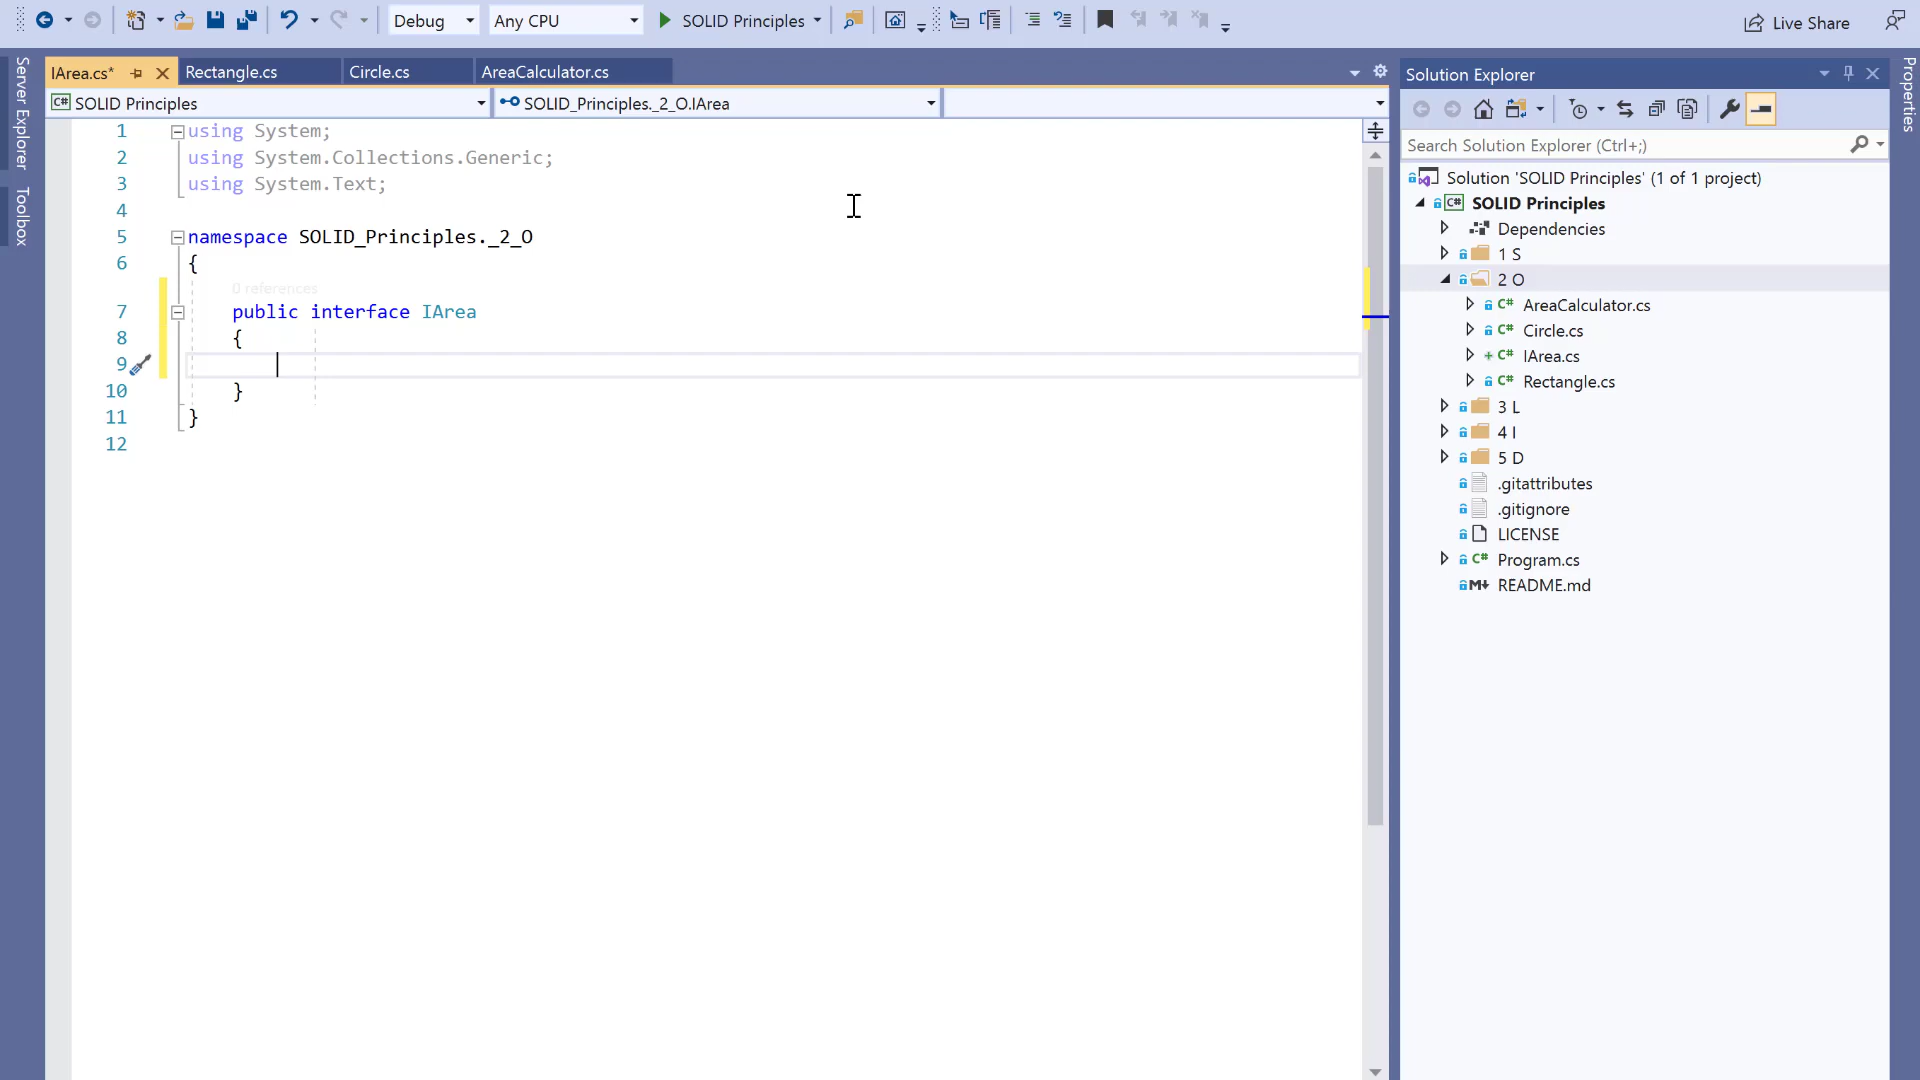 Debug
Any CPU
SOLID Principles
Live Share
IArea.cs*
Rectangle.cs
Circle.cs
AreaCalculator.cs
C# SOLID Principles
SOLID_Principles._2_O.IArea
Server Explorer
Toolbox
1 using System;
2 using System.Collections.Generic;
3 using System.Text;
4
5 namespace SOLID_Principles._2_O
6 {
0 references
7 public interface IArea
8 {
9
10 }
11 }
12
Solution Explorer
Search Solution Explorer (Ctrl+;)
Solution 'SOLID Principles' (1 of 1 project)
C# SOLID Principles
Dependencies
1 S
2 O
C# AreaCalculator.cs
C# Circle.cs
+ C# IArea.cs
C# Rectangle.cs
3 L
4 I
5 D
.gitattributes
.gitignore
LICENSE
C# Program.cs
M README.md
Properties